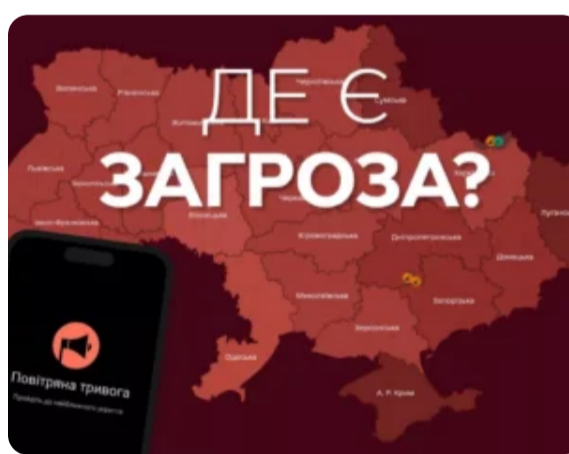 ДЕ Є
ЗАГРОЗА?
Волинська
Рівненська
Житомирська
Чернігівська
Сумська
Львівська
Харківська
Вінницька
Кіровоградська
Дніпропетровська
Донецька
Миколаївська
Запорізька
Херсонська
Одеська
А. Р. Крим
Повітряна тривога